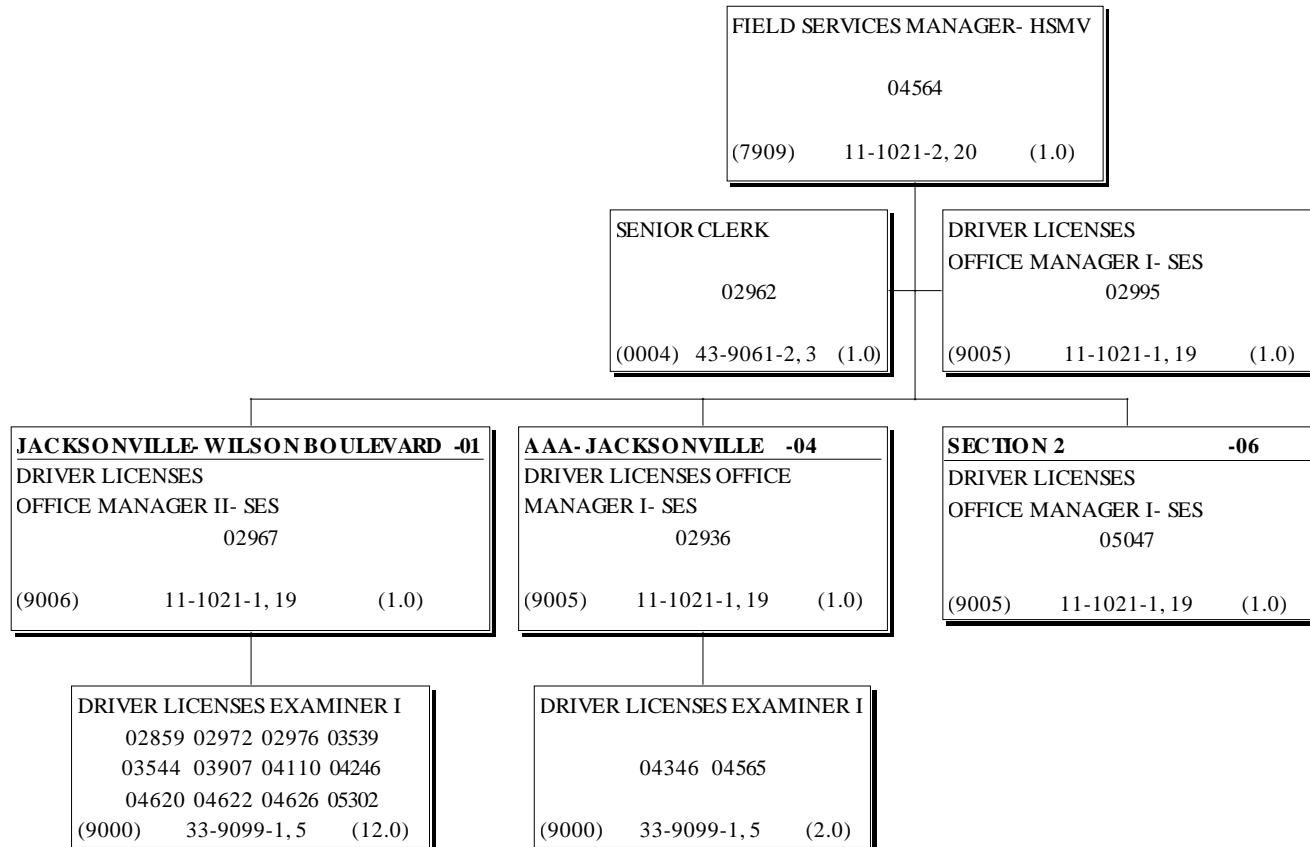 FIELD SERVICES MANAGER- HSMV
04564
(7909) 11-1021-2, 20 (1.0)
SENIOR CLERK
02962
(0004) 43-9061-2, 3 (1.0)
DRIVER LICENSES
OFFICE MANAGER I- SES
02995
(9005) 11-1021-1, 19 (1.0)
JACKSONVILLE- WILSON BOULEVARD -01
DRIVER LICENSES
OFFICE MANAGER II- SES
02967
(9006) 11-1021-1, 19 (1.0)
AAA- JACKSONVILLE -04
DRIVER LICENSES OFFICE
MANAGER I- SES
02936
(9005) 11-1021-1, 19 (1.0)
SECTION 2 -06
DRIVER LICENSES
OFFICE MANAGER I- SES
05047
(9005) 11-1021-1, 19 (1.0)
DRIVER LICENSES EXAMINER I
02859 02972 02976 03539
03544 03907 04110 04246
04620 04622 04626 05302
(9000) 33-9099-1, 5 (12.0)
DRIVER LICENSES EXAMINER I
04346 04565
(9000) 33-9099-1, 5 (2.0)